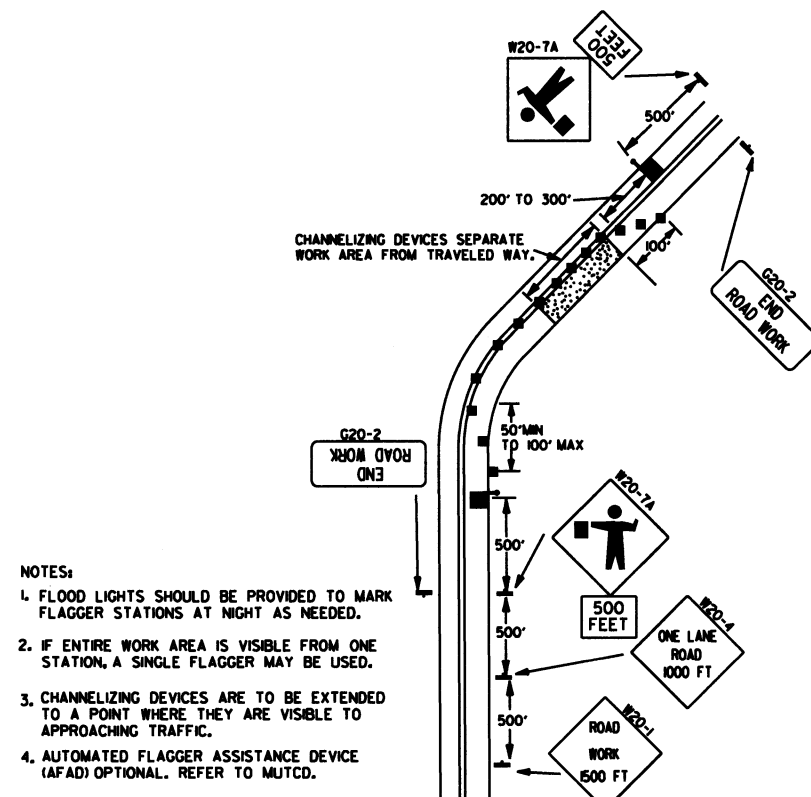 500
FEET
W20-7A
500'
200' TO 300'
CHANNELIZING DEVICES SEPARATE
WORK AREA FROM TRAVELED WAY.
100'
G20-2
END
ROAD WORK
50'MIN
TO 100' MAX
G20-2
END
ROAD WORK
W20-7A
500'
500
FEET
500'
W20-4
ONE LANE
ROAD
1000 FT
500'
W20-1
ROAD
WORK
1500 FT
NOTES:
1. FLOOD LIGHTS SHOULD BE PROVIDED TO MARK
FLAGGER STATIONS AT NIGHT AS NEEDED.
2. IF ENTIRE WORK AREA IS VISIBLE FROM ONE
STATION, A SINGLE FLAGGER MAY BE USED.
3. CHANNELIZING DEVICES ARE TO BE EXTENDED
TO A POINT WHERE THEY ARE VISIBLE TO
APPROACHING TRAFFIC.
4. AUTOMATED FLAGGER ASSISTANCE DEVICE
(AFAD) OPTIONAL. REFER TO MUTCD.